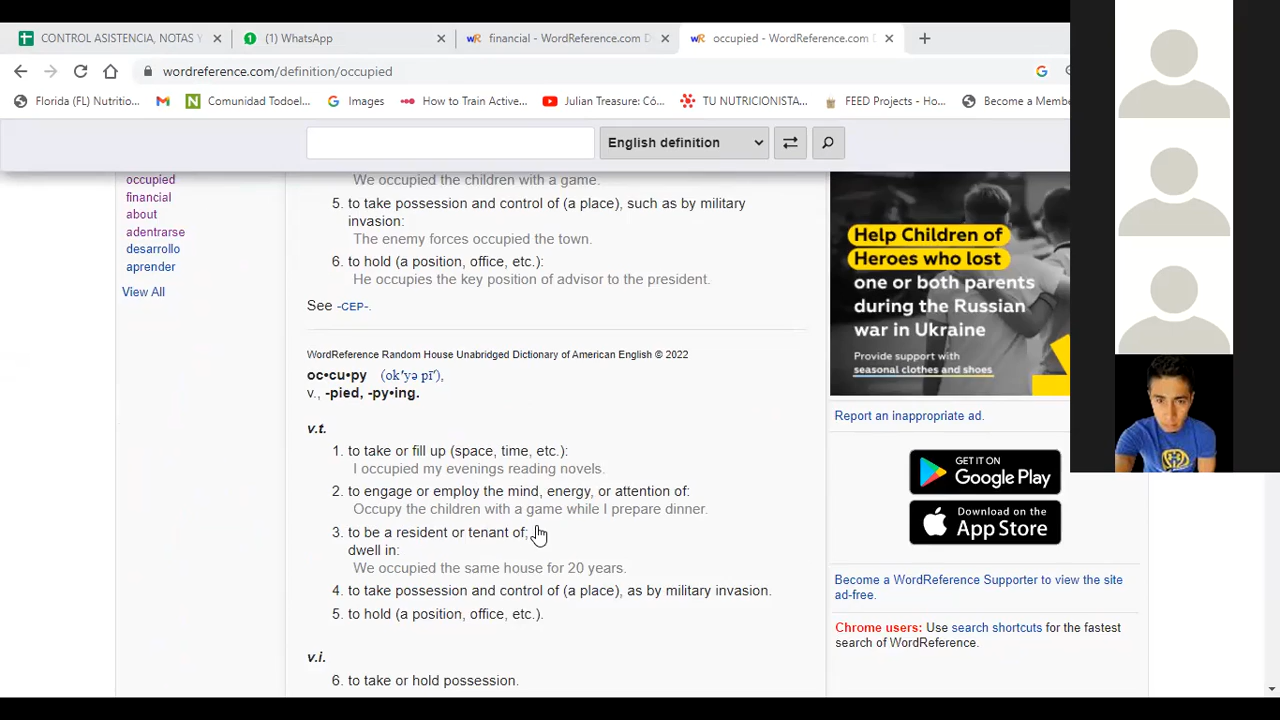 CONTROL ASISTENCIA, NOTAS Y
(1) WhatsApp
financial - WordReference.com D
occupied - WordReference.com D
wordreference.com/definition/occupied
Florida (FL) Nutritio...
Comunidad Todoel...
Images
How to Train Active...
Julian Treasure: Có...
TU NUTRICIONISTA...
FEED Projects - Ho...
Become a Membe
English definition
occupied
financial
about
adentrarse
desarrollo
aprender
View All
We occupied the children with a game.
5. to take possession and control of (a place), such as by military
invasion:
The enemy forces occupied the town.
6. to hold (a position, office, etc.):
He occupies the key position of advisor to the president.
See -CEP-.
WordReference Random House Unabridged Dictionary of American English © 2022
oc•cu•py (ok′yə pī′),
v., -pied, -py•ing.
v.t.
1. to take or fill up (space, time, etc.):
I occupied my evenings reading novels.
2. to engage or employ the mind, energy, or attention of:
Occupy the children with a game while I prepare dinner.
3. to be a resident or tenant of;
dwell in:
We occupied the same house for 20 years.
4. to take possession and control of (a place), as by military invasion.
5. to hold (a position, office, etc.).
v.i.
6. to take or hold possession.
Help Children of
Heroes who lost
one or both parents
during the Russian
war in Ukraine
Provide support with
seasonal clothes and shoes
Report an inappropriate ad.
GET IT ON
Google Play
Download on the
App Store
Become a WordReference Supporter to view the site
ad-free.
Chrome users: Use search shortcuts for the fastest
search of WordReference.